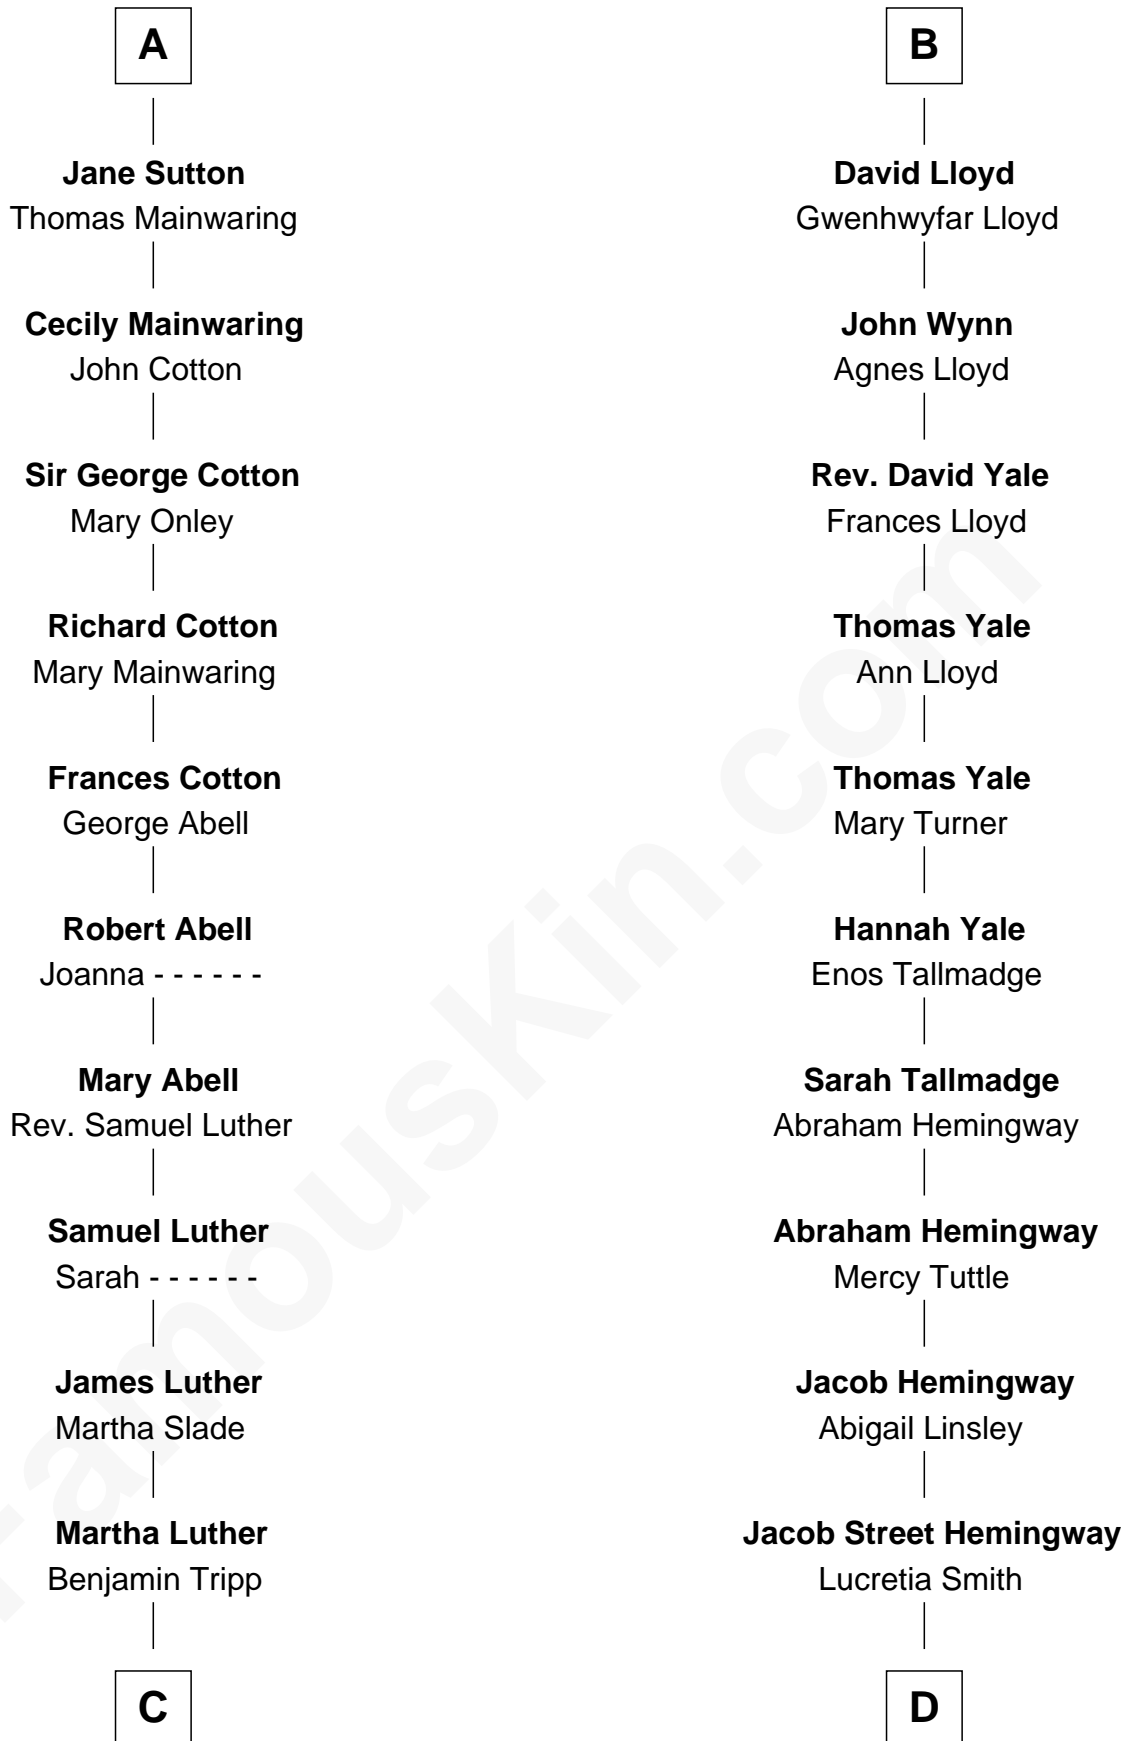 A
Jane Sutton
Thomas Mainwaring
Cecily Mainwaring
John Cotton
Sir George Cotton
Mary Onley
Richard Cotton
Mary Mainwaring
Frances Cotton
George Abell
Robert Abell
Joanna - - - - - -
Mary Abell
Rev. Samuel Luther
Samuel Luther
Sarah - - - - - -
James Luther
Martha Slade
Martha Luther
Benjamin Tripp
C
B
David Lloyd
Gwenhwyfar Lloyd
John Wynn
Agnes Lloyd
Rev. David Yale
Frances Lloyd
Thomas Yale
Ann Lloyd
Thomas Yale
Mary Turner
Hannah Yale
Enos Tallmadge
Sarah Tallmadge
Abraham Hemingway
Abraham Hemingway
Mercy Tuttle
Jacob Hemingway
Abigail Linsley
Jacob Street Hemingway
Lucretia Smith
D
FamousKin.com